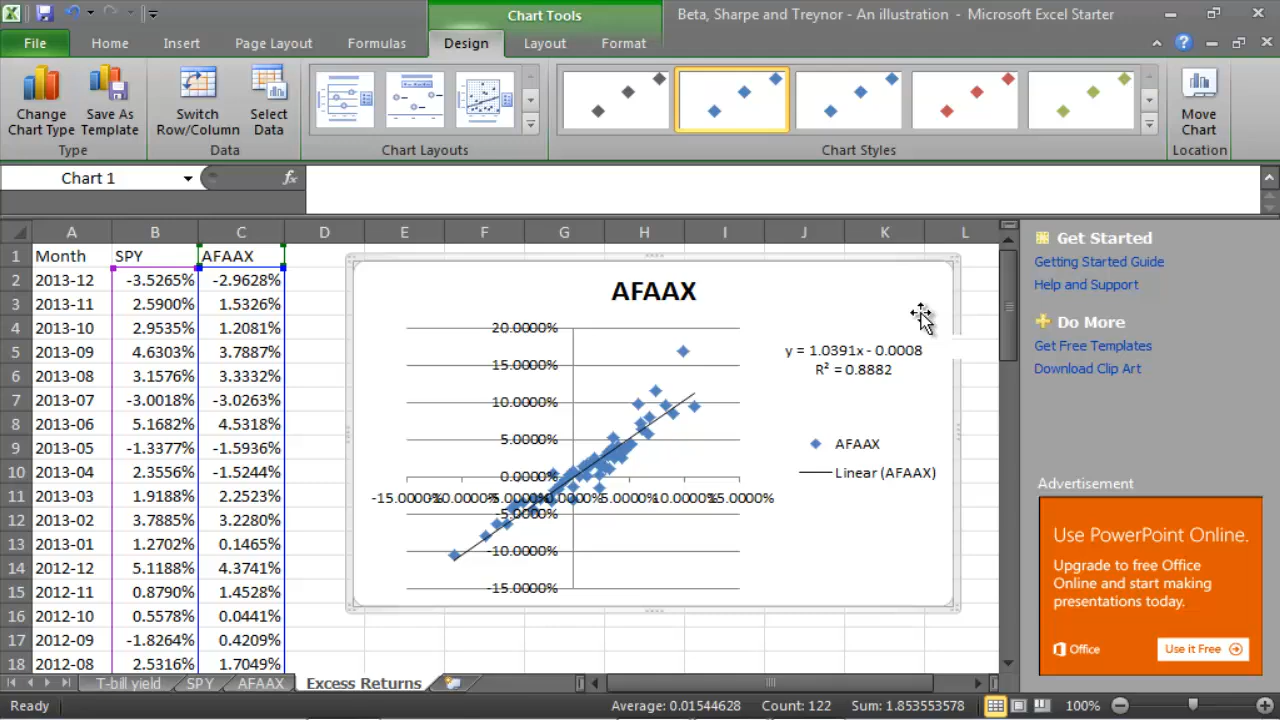 Chart Tools
Beta, Sharpe and Treynor - An illustration - Microsoft Excel Starter
File Home Insert Page Layout Formulas Design Layout Format
Change Chart Type
Save As Template
Switch Row/Column
Select Data
Move Chart
Type Data Chart Layouts Chart Styles Location
Chart 1 fx
A B C D E F G H I J K L
1 Month SPY AFAAX
2 2013-12 -3.5265% -2.9628%
3 2013-11 2.5900% 1.5326%
4 2013-10 2.9535% 1.2081%
5 2013-09 4.6303% 3.7887%
6 2013-08 3.1576% 3.3332%
7 2013-07 -3.0018% -3.0263%
8 2013-06 5.1682% 4.5318%
9 2013-05 -1.3377% -1.5936%
10 2013-04 2.3556% -1.5244%
11 2013-03 1.9188% 2.2523%
12 2013-02 3.7885% 3.2280%
13 2013-01 1.2702% 0.1465%
14 2012-12 5.1188% 4.3741%
15 2012-11 0.8790% 1.4528%
16 2012-10 0.5578% 0.0441%
17 2012-09 -1.8264% 0.4209%
18 2012-08 2.5316% 1.7049%
AFAAX
20.0000%
15.0000%
10.0000%
5.0000%
0.0000%
-5.0000%
-10.0000%
-15.0000%
-15.0000% -10.0000% -5.0000% 0.0000% 5.0000% 10.0000% 15.0000%
y = 1.0391x - 0.0008
R² = 0.8882
AFAAX
Linear (AFAAX)
Get Started
Getting Started Guide
Help and Support
Do More
Get Free Templates
Download Clip Art
Advertisement
Use PowerPoint Online.
Upgrade to free Office
Online and start making
presentations today.
Office Use it Free
T-bill yield SPY AFAAX Excess Returns
Ready Average: 0.01544628 Count: 122 Sum: 1.853553578 100%